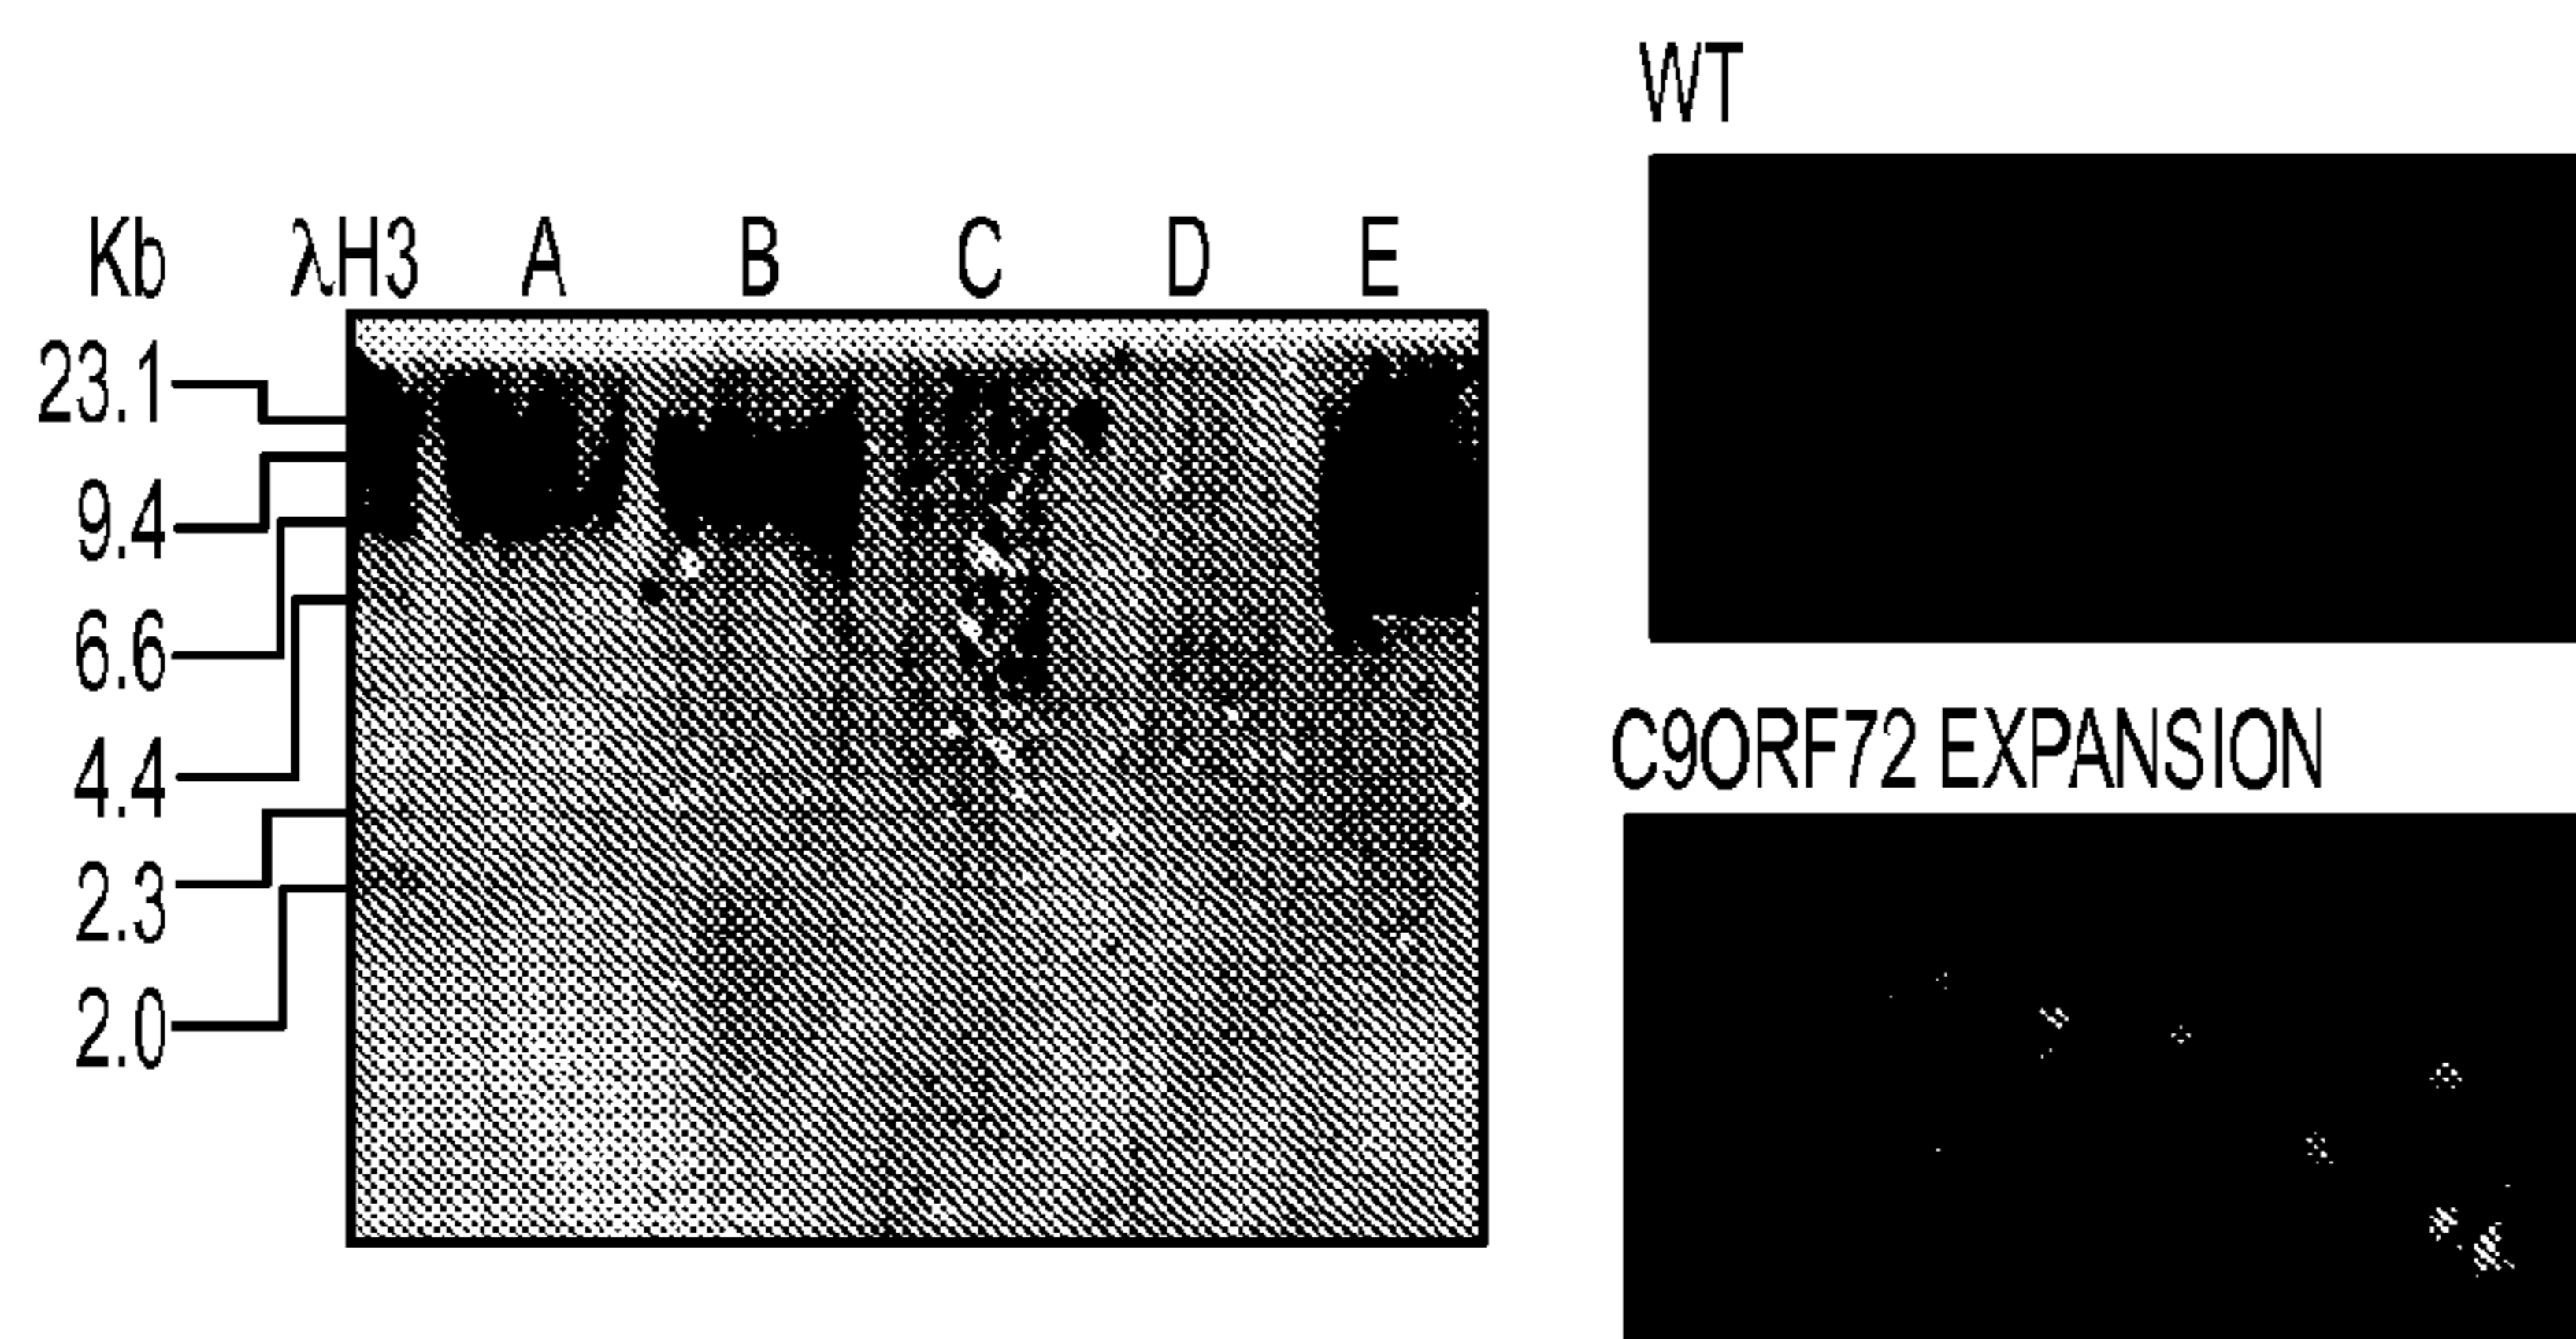 WT
Kb λH3 A B C D E
23.1
9.4
6.6
4.4
2.3
2.0
C9ORF72 EXPANSION